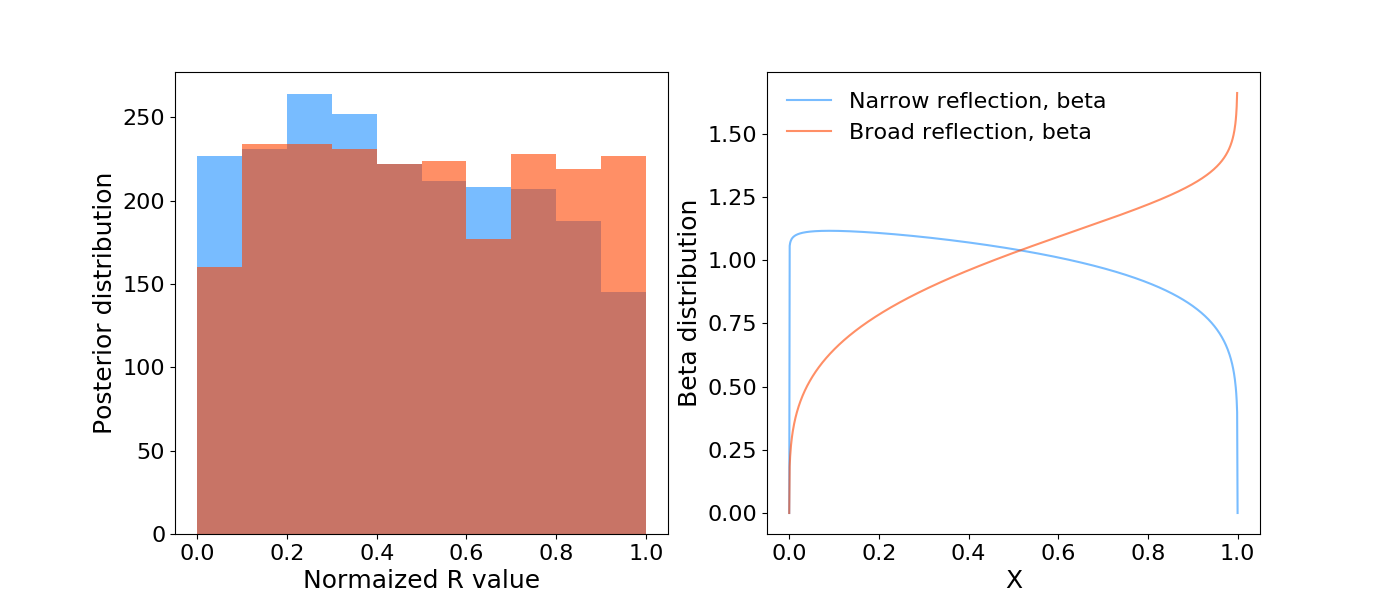 Posterior distribution
250
200
150
100
50
0
0.0 0.2 0.4 0.6 0.8 1.0
Normaized R value
Beta distribution
1.50
1.25
1.00
0.75
0.50
0.25
0.00
Narrow reflection, beta
Broad reflection, beta
0.0 0.2 0.4 0.6 0.8 1.0
X